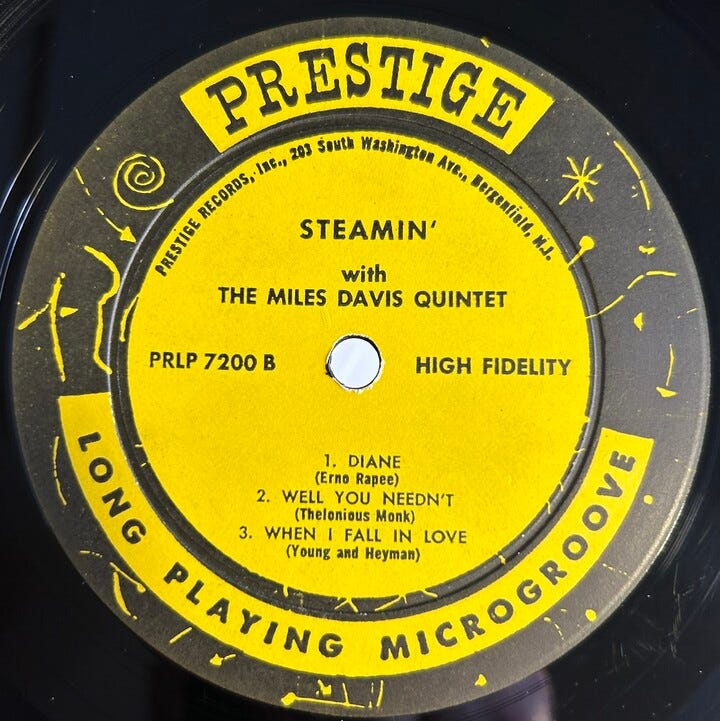 PRESTIGE
PRESTIGE RECORDS, Inc., 203 South Washington Ave., Bergenfield, N.J.
STEAMIN'
with
THE MILES DAVIS QUINTET
PRLP 7200 B
HIGH FIDELITY
1. DIANE
(Erno Rapee)
2. WELL YOU NEEDN'T
(Thelonious Monk)
3. WHEN I FALL IN LOVE
(Young and Heyman)
LONG PLAYING MICROGROOVE